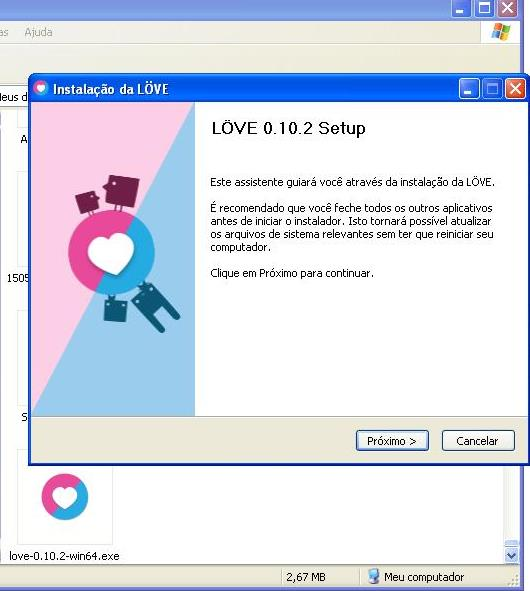 Ajuda
Instalação da LÖVE
LÖVE 0.10.2 Setup
Este assistente guiará você através da instalação da LÖVE.
É recomendado que você feche todos os outros aplicativos
antes de iniciar o instalador. Isto tornará possível atualizar
os arquivos de sistema relevantes sem ter que reiniciar seu
computador.
Clique em Próximo para continuar.
1505
Próximo >
Cancelar
love-0.10.2-win64.exe
2,67 MB
Meu computador